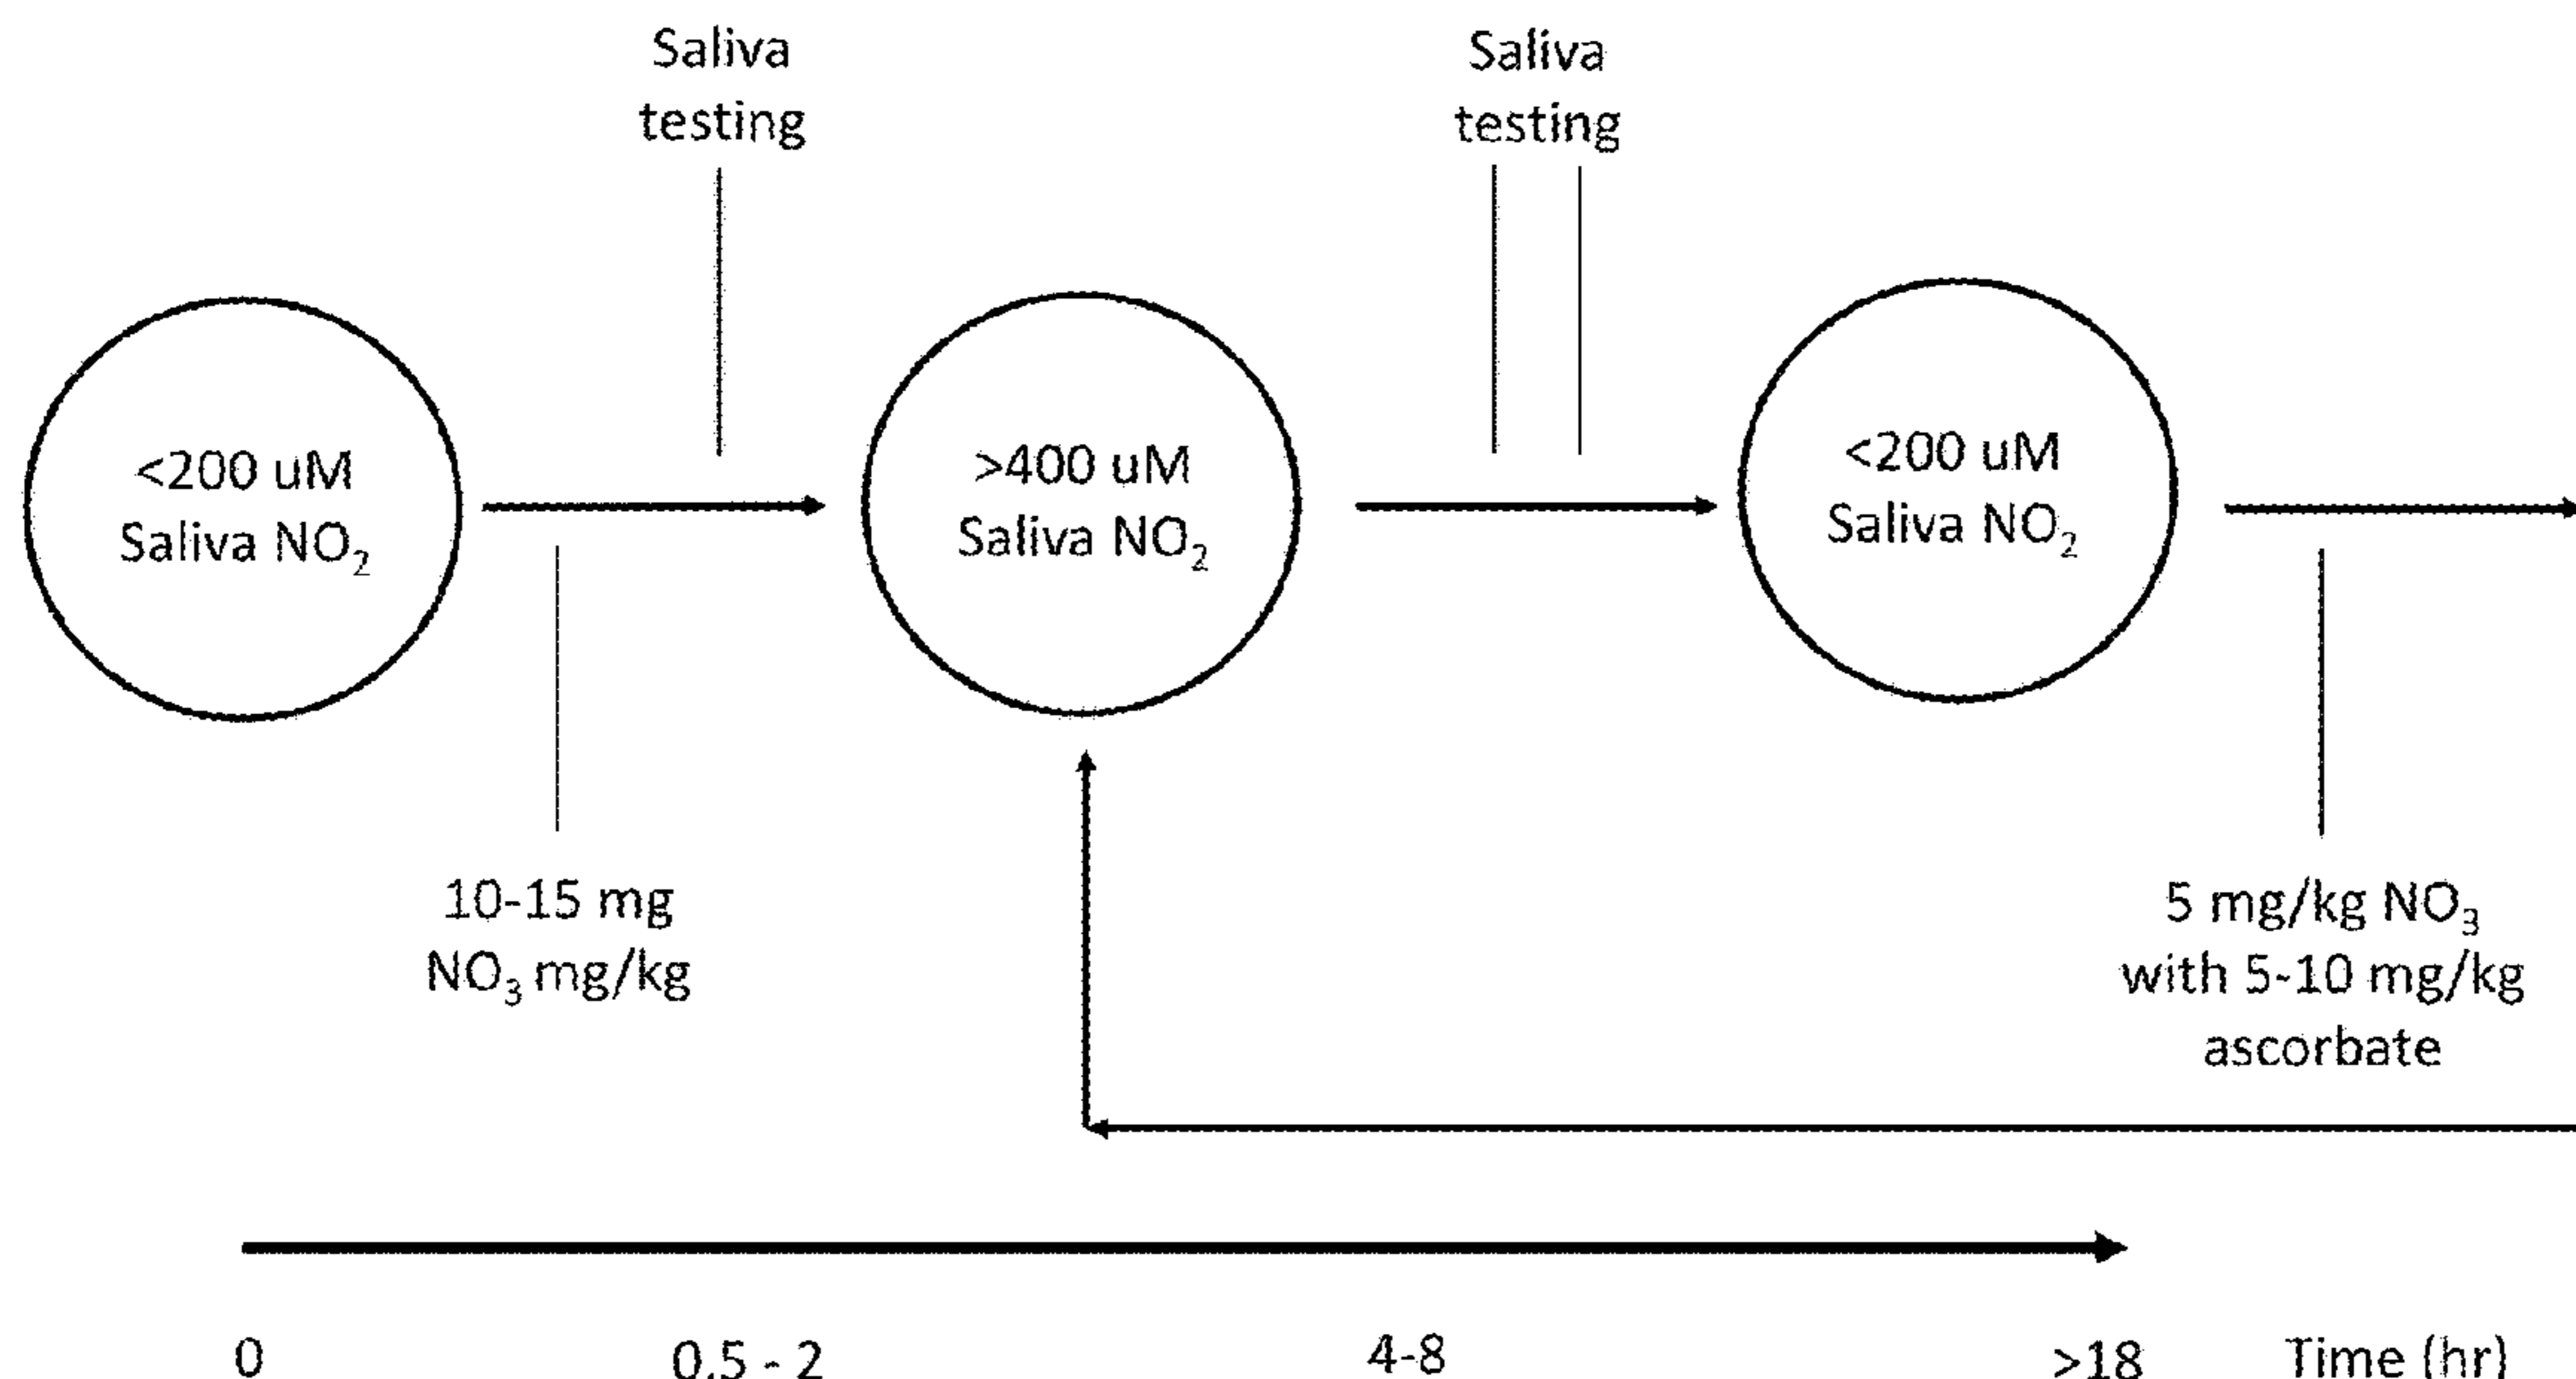 Saliva
testing
Saliva
testing
<200 uM
Saliva NO₂
>400 uM
Saliva NO₂
<200 uM
Saliva NO₂
10-15 mg
NO₃ mg/kg
5 mg/kg NO₃
with 5-10 mg/kg
ascorbate
0
0.5 - 2
4-8
>18
Time (hr)